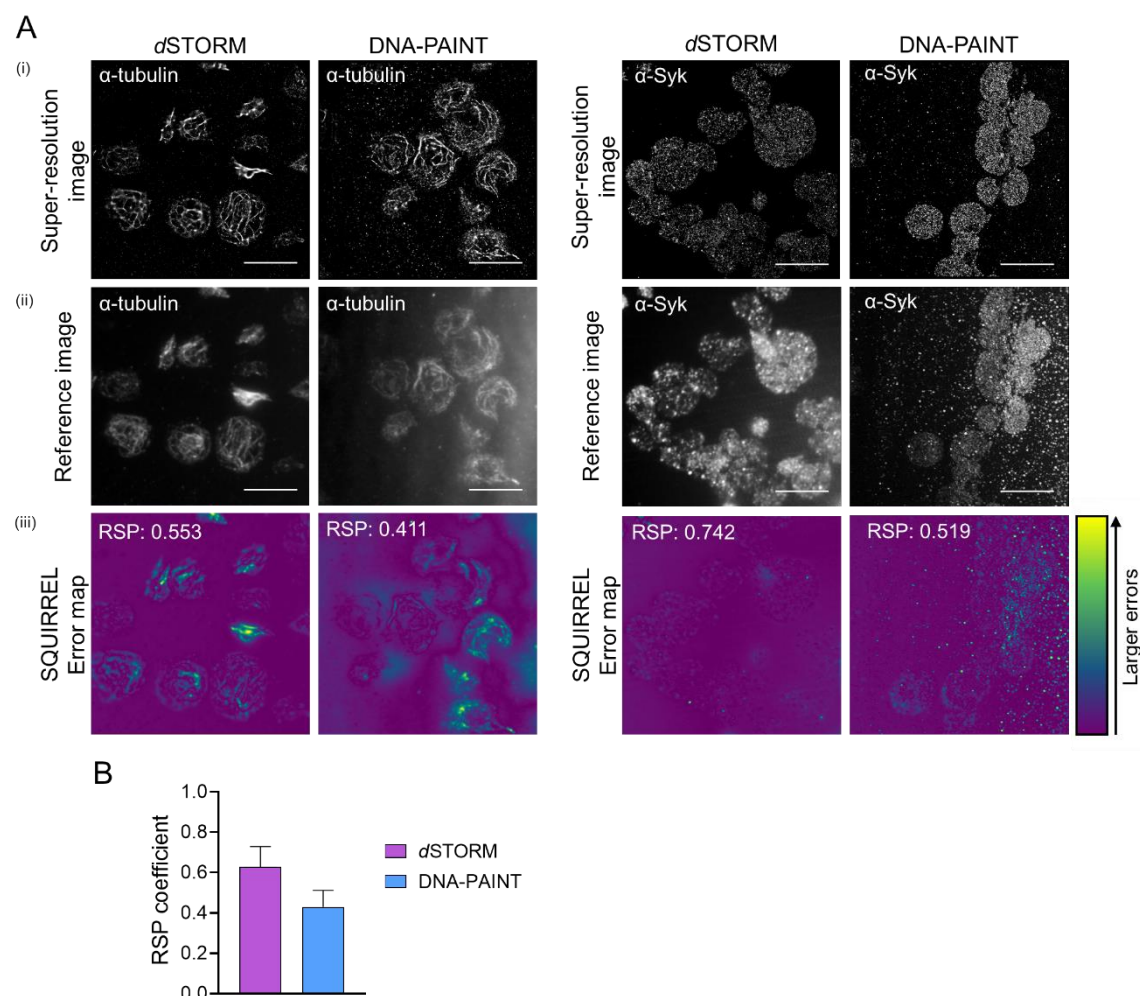 A
dSTORM
DNA-PAINT
dSTORM
DNA-PAINT
(i)
Super-resolution
image
α-tubulin
α-tubulin
Super-resolution
image
α-Syk
α-Syk
(ii)
Reference image
α-tubulin
α-tubulin
Reference image
α-Syk
α-Syk
(iii)
SQUIRREL
Error map
RSP: 0.553
RSP: 0.411
SQUIRREL
Error map
RSP: 0.742
RSP: 0.519
Larger errors
B
RSP coefficient
1.0
0.8
0.6
0.4
0.2
0.0
dSTORM
DNA-PAINT